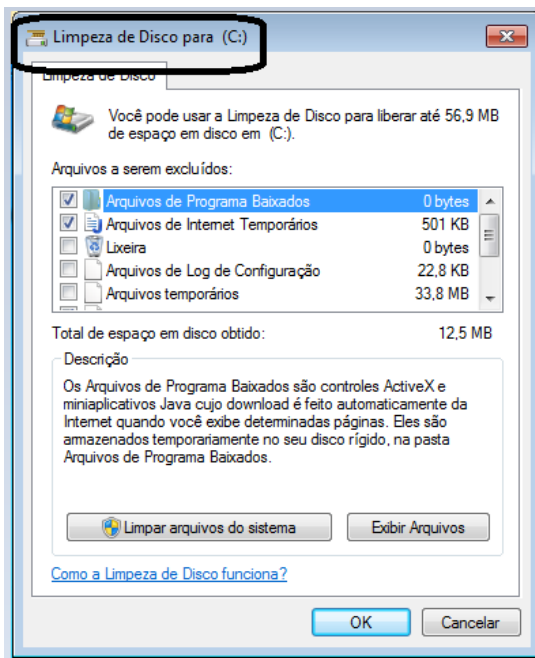 Limpeza de Disco para (C:)
Limpeza de Disco
Você pode usar a Limpeza de Disco para liberar até 56,9 MB
de espaço em disco em (C:).
Arquivos a serem excluídos:
Arquivos de Programa Baixados 0 bytes
Arquivos de Internet Temporários 501 KB
Lixeira 0 bytes
Arquivos de Log de Configuração 22,8 KB
Arquivos temporários 33,8 MB
Total de espaço em disco obtido: 12,5 MB
Descrição
Os Arquivos de Programa Baixados são controles ActiveX e
miniaplicativos Java cujo download é feito automaticamente da
Internet quando você exibe determinadas páginas. Eles são
armazenados temporariamente no seu disco rígido, na pasta
Arquivos de Programa Baixados.
Limpar arquivos do sistema Exibir Arquivos
Como a Limpeza de Disco funciona?
OK Cancelar